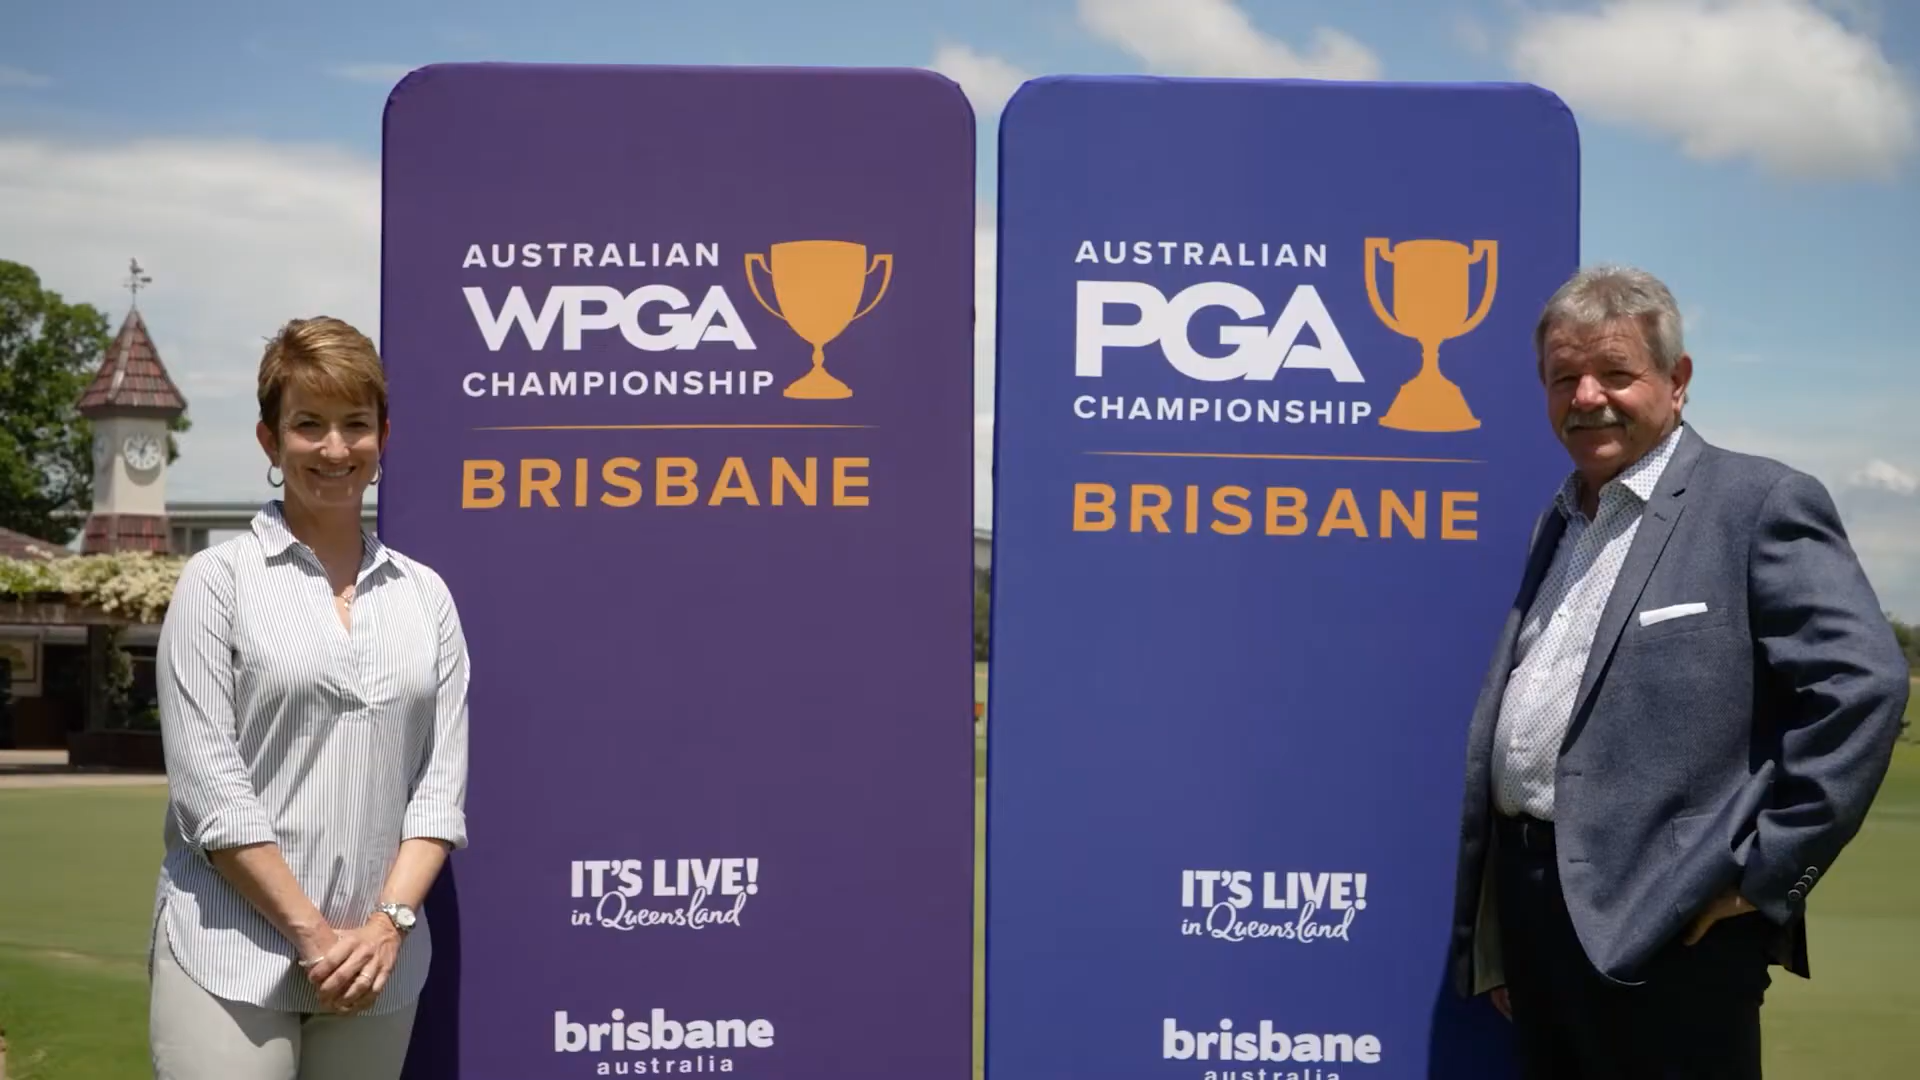 AUSTRALIAN
WPGA
CHAMPIONSHIP
BRISBANE
IT'S LIVE!
in Queensland
brisbane
australia
AUSTRALIAN
PGA
CHAMPIONSHIP
BRISBANE
IT'S LIVE!
in Queensland
brisbane
australia